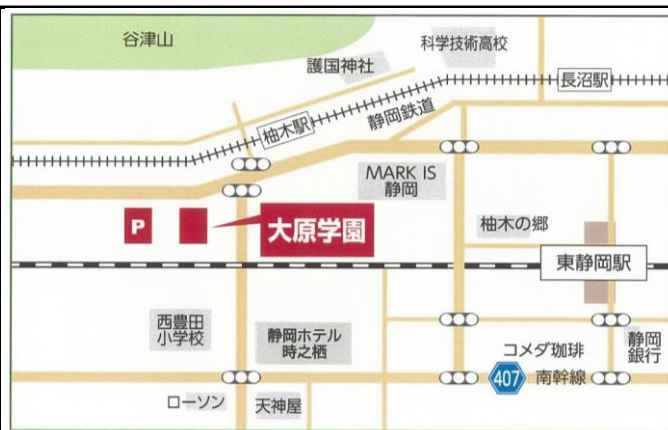 谷津山
科学技術高校
護国神社
長沼駅
静岡鉄道
柚木駅
MARK IS
静岡
P
大原学園
柚木の郷
東静岡駅
西豊田
小学校
静岡ホテル
時之栖
静岡
銀行
コメダ珈琲
407
南幹線
ローソン
天神屋